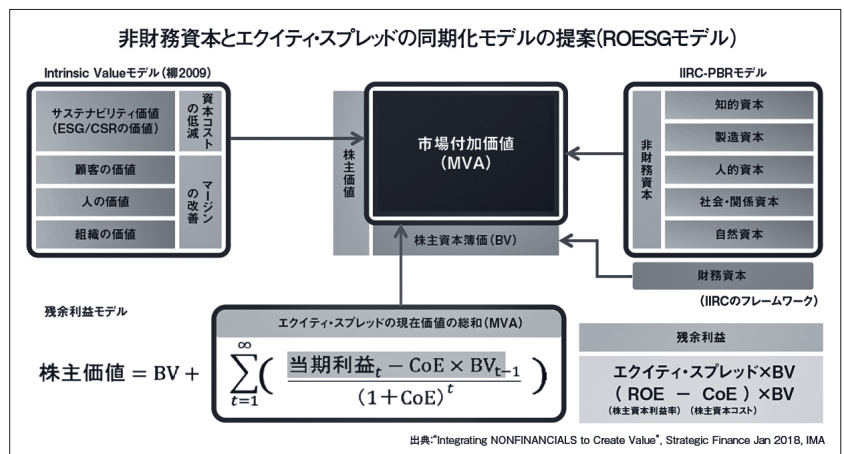 非財務資本とエクイティ・スプレッドの同期化モデルの提案(ROESGモデル)
Intrinsic Valueモデル(柳2009)
サステナビリティ価値
(ESG/CSRの価値)
資本コスト
の低減
顧客の価値
人の価値
組織の価値
マージン
の改善
株主価値
市場付加価値
(MVA)
株主資本簿価(BV)
IIRC-PBRモデル
非財務資本
知的資本
製造資本
人的資本
社会・関係資本
自然資本
財務資本
(IIRCのフレームワーク)
残余利益モデル
エクイティ・スプレッドの現在価値の総和(MVA)
株主価値 = BV + ∞∑t=1 ( 当期利益t − CoE × BVt−1 / (1+CoE)^t )
残余利益
エクイティ・スプレッド×BV
( ROE − CoE ) ×BV
(株主資本利益率) (株主資本コスト)
出典:“Integrating NONFINANCIALS to Create Value”, Strategic Finance Jan 2018, IMA